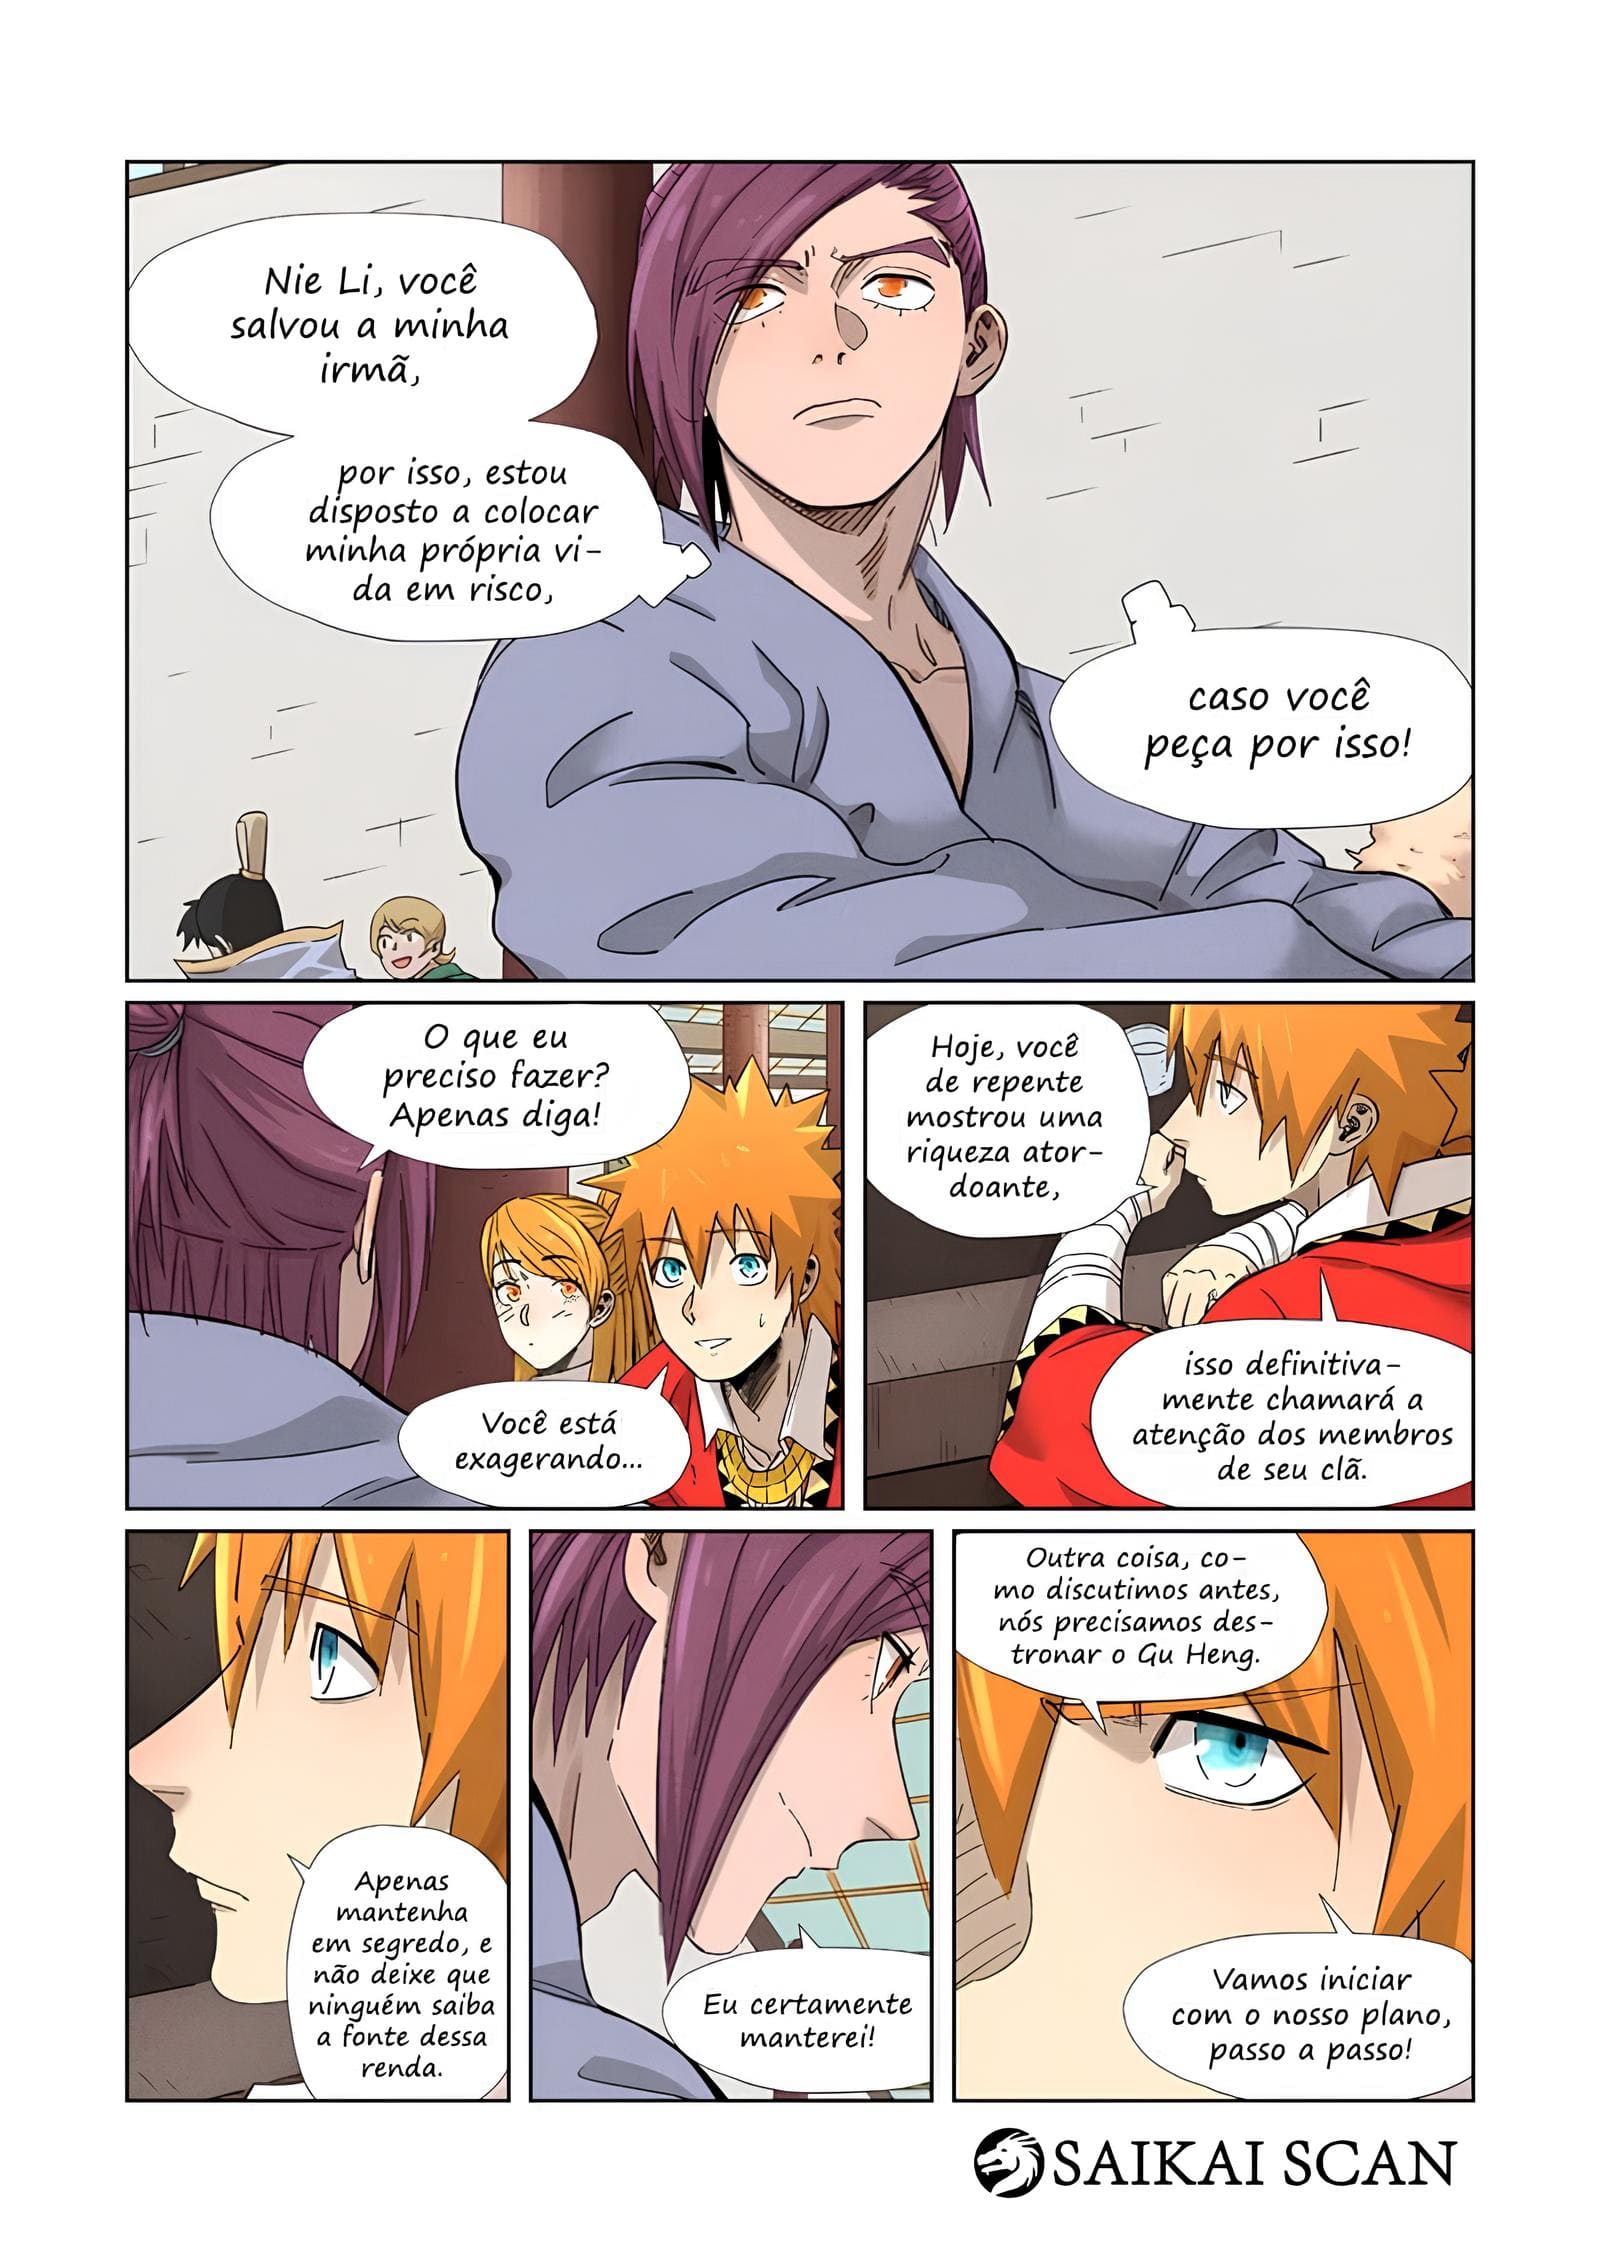 Nie Li, você
salvou a minha
irmã,
por isso, estou
disposto a colocar
minha própria vi-
da em risco,
caso você
peça por isso!
O que eu
preciso fazer?
Apenas diga!
Você está
exagerando...
Hoje, você
de repente
mostrou uma
riqueza ator-
doante,
isso definitiva-
mente chamará a
atenção dos membros
de seu clã.
Apenas
mantenha
em segredo, e
não deixe que
ninguém saiba
a fonte dessa
renda.
Eu certamente
manterei!
Outra coisa, co-
mo discutimos antes,
nós precisamos des-
tronar o Gu Heng.
Vamos iniciar
com o nosso plano,
passo a passo!
SAIKAI SCAN